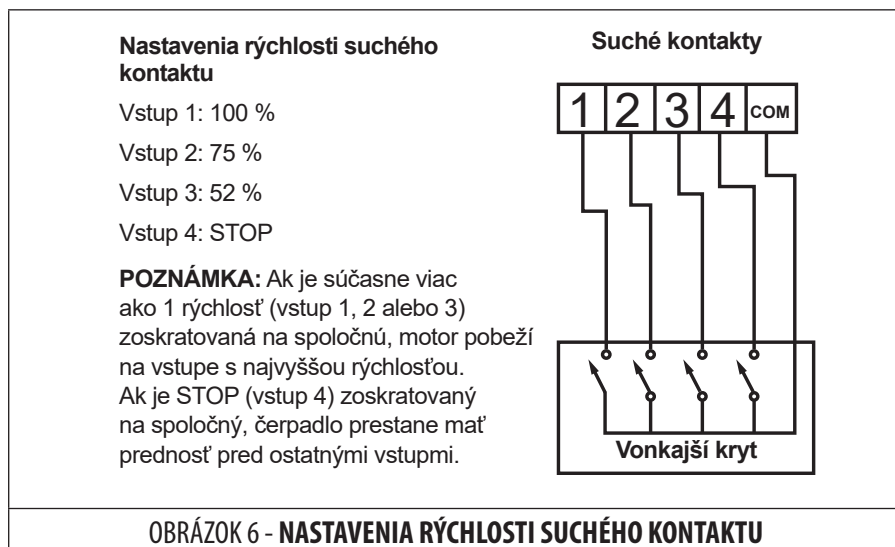 Nastavenia rýchlosti suchého
kontaktu
Vstup 1: 100 %
Vstup 2: 75 %
Vstup 3: 52 %
Vstup 4: STOP
POZNÁMKA: Ak je súčasne viac
ako 1 rýchlosť (vstup 1, 2 alebo 3)
zoskratovaná na spoločnú, motor pobeží
na vstupe s najvyššou rýchlosťou.
Ak je STOP (vstup 4) zoskratovaný
na spoločný, čerpadlo prestane mať
prednosť pred ostatnými vstupmi.
Suché kontakty
1 2 3 4 COM
Vonkajší kryt
OBRÁZOK 6 - NASTAVENIA RÝCHLOSTI SUCHÉHO KONTAKTU